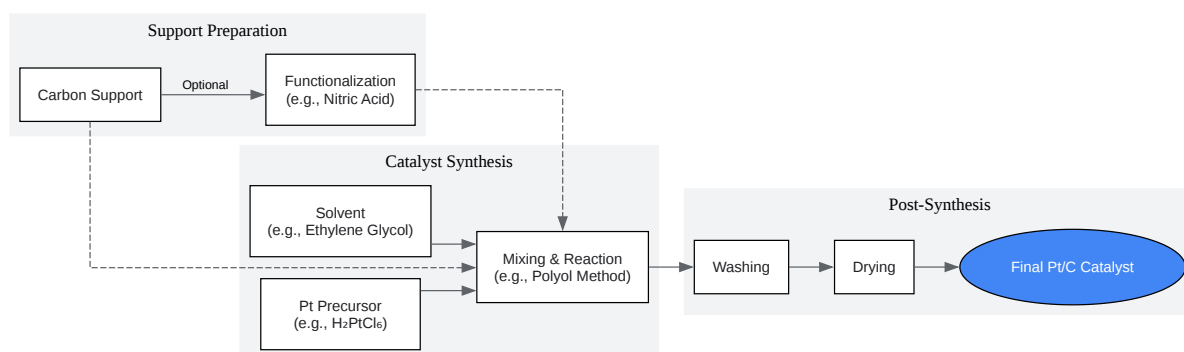 Support Preparation
Carbon Support
Optional
Functionalization
(e.g., Nitric Acid)
Catalyst Synthesis
Solvent
(e.g., Ethylene Glycol)
Pt Precursor
(e.g., H₂PtCl₆)
Mixing & Reaction
(e.g., Polyol Method)
Post-Synthesis
Washing
Drying
Final Pt/C Catalyst